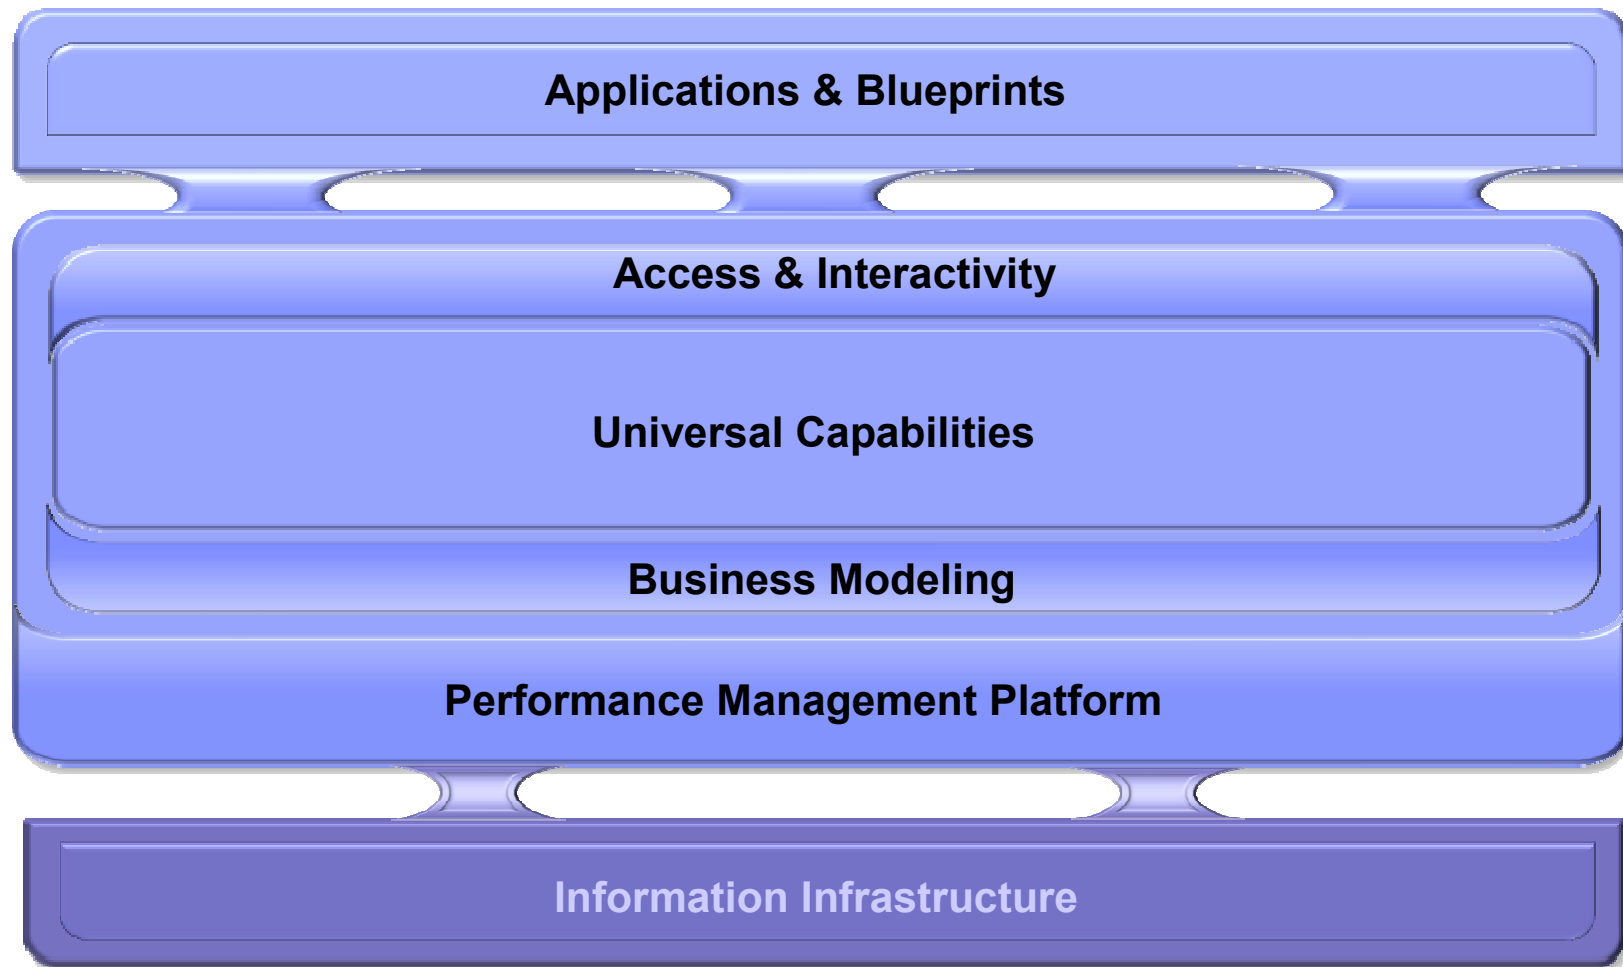 Applications & Blueprints
Access & Interactivity
Universal Capabilities
Business Modeling
Performance Management Platform
Information Infrastructure